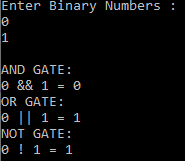 Enter Binary Numbers :
0
1
AND GATE:
0 && 1 = 0
OR GATE:
0 || 1 = 1
NOT GATE:
0 ! 1 = 1